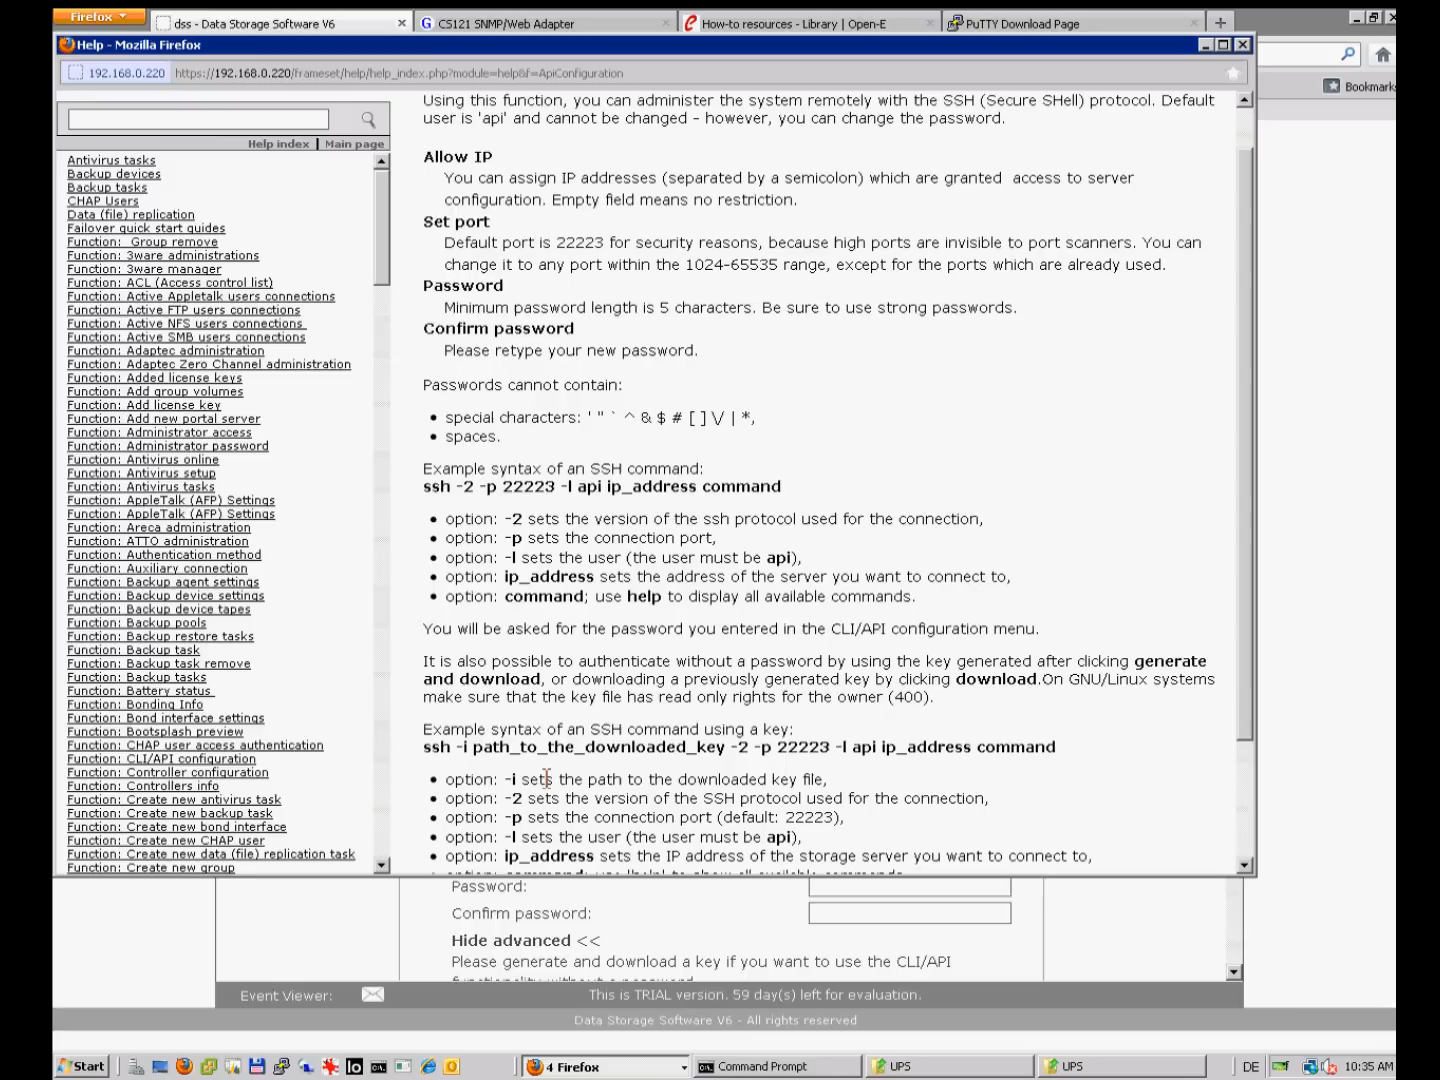 Firefox
dss - Data Storage Software V6
CS121 SNMP/Web Adapter
How-to resources - Library | Open-E
PuTTY Download Page
Help - Mozilla Firefox
192.168.0.220
https://192.168.0.220/frameset/help/help_index.php?module=help&f=ApiConfiguration
Bookmarks
Help index | Main page
Antivirus tasks
Backup devices
Backup tasks
CHAP Users
Data (file) replication
Failover quick start guides
Function: Group remove
Function: 3ware administrations
Function: 3ware manager
Function: ACL (Access control list)
Function: Active Appletalk users connections
Function: Active FTP users connections
Function: Active NFS users connections
Function: Active SMB users connections
Function: Adaptec administration
Function: Adaptec Zero Channel administration
Function: Added license keys
Function: Add group volumes
Function: Add license key
Function: Add new portal server
Function: Administrator access
Function: Administrator password
Function: Antivirus online
Function: Antivirus setup
Function: Antivirus tasks
Function: AppleTalk (AFP) Settings
Function: AppleTalk (AFP) Settings
Function: Areca administration
Function: ATTO administration
Function: Authentication method
Function: Auxiliary connection
Function: Backup agent settings
Function: Backup device settings
Function: Backup device tapes
Function: Backup pools
Function: Backup restore tasks
Function: Backup task
Function: Backup task remove
Function: Backup tasks
Function: Battery status
Function: Bonding Info
Function: Bond interface settings
Function: Bootsplash preview
Function: CHAP user access authentication
Function: CLI/API configuration
Function: Controller configuration
Function: Controllers info
Function: Create new antivirus task
Function: Create new backup task
Function: Create new bond interface
Function: Create new CHAP user
Function: Create new data (file) replication task
Function: Create new group
Using this function, you can administer the system remotely with the SSH (Secure SHell) protocol. Default
user is 'api' and cannot be changed - however, you can change the password.
Allow IP
You can assign IP addresses (separated by a semicolon) which are granted access to server
configuration. Empty field means no restriction.
Set port
Default port is 22223 for security reasons, because high ports are invisible to port scanners. You can
change it to any port within the 1024-65535 range, except for the ports which are already used.
Password
Minimum password length is 5 characters. Be sure to use strong passwords.
Confirm password
Please retype your new password.
Passwords cannot contain:
• special characters: ' " ` ^ & $ # [ ] \/ | *,
• spaces.
Example syntax of an SSH command:
ssh -2 -p 22223 -l api ip_address command
• option: -2 sets the version of the ssh protocol used for the connection,
• option: -p sets the connection port,
• option: -l sets the user (the user must be api),
• option: ip_address sets the address of the server you want to connect to,
• option: command; use help to display all available commands.
You will be asked for the password you entered in the CLI/API configuration menu.
It is also possible to authenticate without a password by using the key generated after clicking generate
and download, or downloading a previously generated key by clicking download.On GNU/Linux systems
make sure that the key file has read only rights for the owner (400).
Example syntax of an SSH command using a key:
ssh -i path_to_the_downloaded_key -2 -p 22223 -l api ip_address command
• option: -i sets the path to the downloaded key file,
• option: -2 sets the version of the SSH protocol used for the connection,
• option: -p sets the connection port (default: 22223),
• option: -l sets the user (the user must be api),
• option: ip_address sets the IP address of the storage server you want to connect to,
Password:
Confirm password:
Hide advanced <<
Please generate and download a key if you want to use the CLI/API
Event Viewer:
This is TRIAL version. 59 day(s) left for evaluation.
Data Storage Software V6 - All rights reserved
Start
4 Firefox
Command Prompt
UPS
UPS
DE
10:35 AM